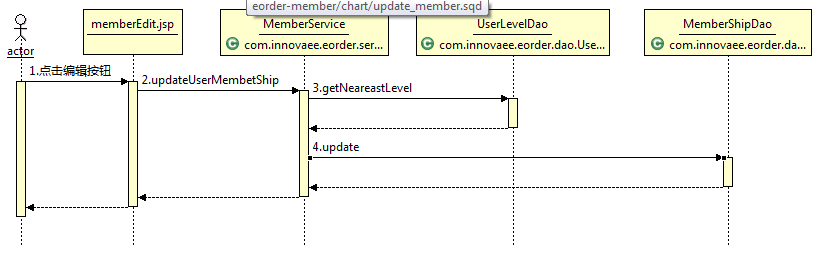 eorder-member/chart/update_member.sqd
memberEdit.jsp
MemberService
com.innovaee.eorder.ser...
UserLevelDao
com.innovaee.eorder.dao.Use...
MemberShipDao
com.innovaee.eorder.da...
actor
1.点击编辑按钮
2.updateUserMembetShip
3.getNeareastLevel
4.update